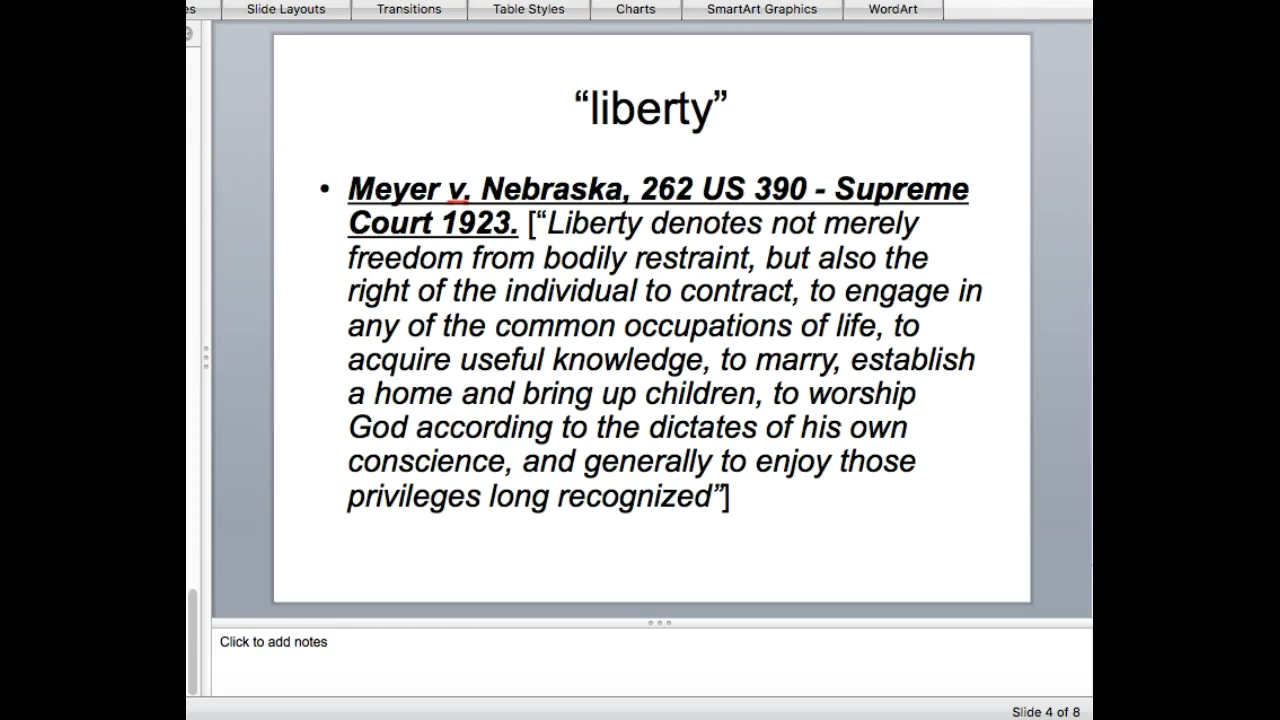 es Slide Layouts Transitions Table Styles Charts SmartArt Graphics WordArt
“liberty”
• Meyer v. Nebraska, 262 US 390 - Supreme
Court 1923. [“Liberty denotes not merely
freedom from bodily restraint, but also the
right of the individual to contract, to engage in
any of the common occupations of life, to
acquire useful knowledge, to marry, establish
a home and bring up children, to worship
God according to the dictates of his own
conscience, and generally to enjoy those
privileges long recognized”]
Click to add notes
Slide 4 of 8